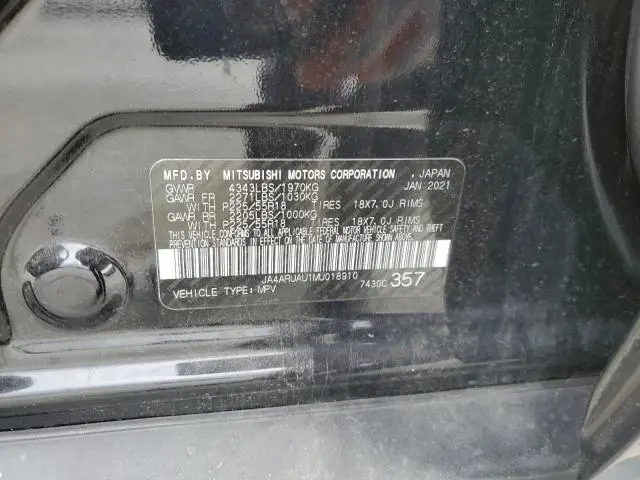 MFD. BY MITSUBISHI MOTORS CORPORATION . JAPAN
GVWR 4343LBS/1970KG JAN 2021
GAWR FR 2271LBS/1030KG
WITH P225/55R18 TIRES 18X7.0J RIMS
GAWR RR 2205LBS/1000KG
WITH P225/55R18 TIRES 18X7.0J RIMS
THIS VEHICLE CONFORMS TO ALL APPLICABLE FEDERAL MOTOR VEHICLE SAFETY AND THEFT
PREVENTION STANDARDS IN EFFECT ON THE DATE OF MANUFACTURE SHOWN ABOVE.
JA4ARUAU1MU018910
VEHICLE TYPE: MPV 7430C 357